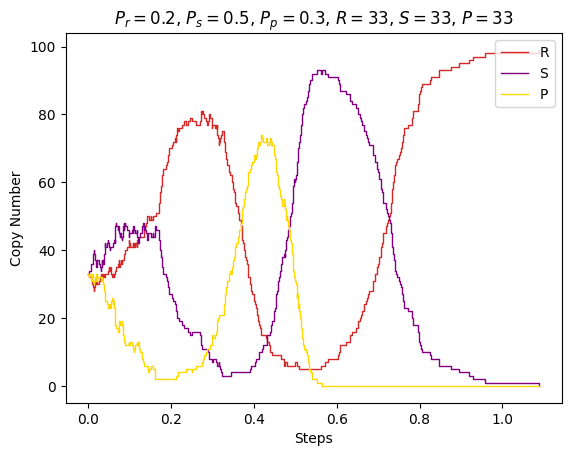 P_r = 0.2, P_s = 0.5, P_p = 0.3, R = 33, S = 33, P = 33
R
S
P
Copy Number
100
80
60
40
20
0
0.0 0.2 0.4 0.6 0.8 1.0
Steps